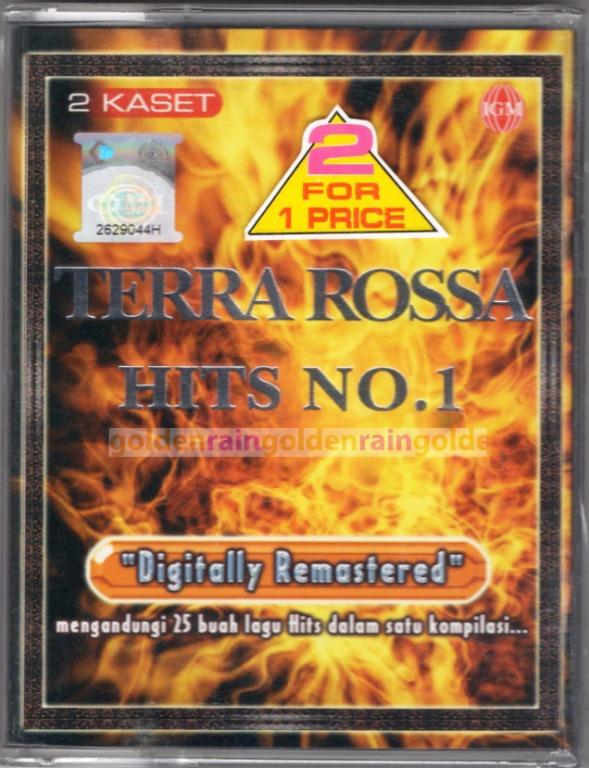 2 KASET
IGM
2
FOR
1 PRICE
2629044H
TERRA ROSSA
HITS NO.1
goldenraingoldenraingolde
"Digitally Remastered"
mengandungi 25 buah lagu Hits dalam satu kompilasi...